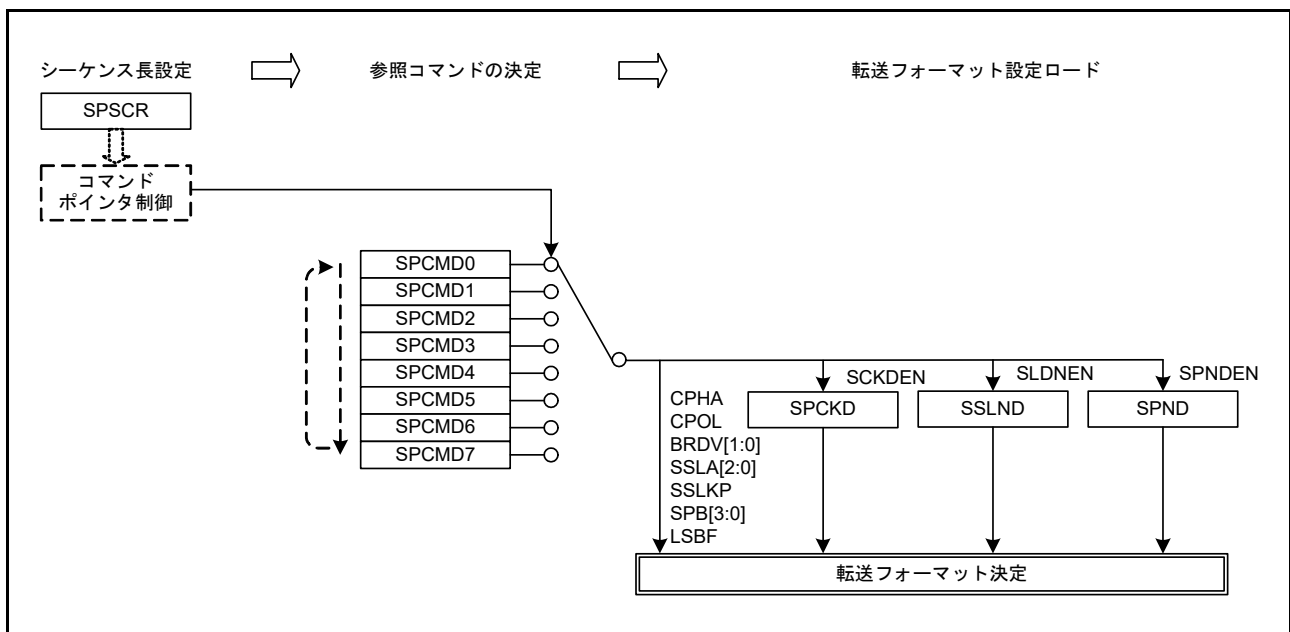 シーケンス長設定
参照コマンドの決定
転送フォーマット設定ロード
SPSCR
コマンド
ポインタ制御
SPCMD0
SPCMD1
SPCMD2
SPCMD3
SPCMD4
SPCMD5
SPCMD6
SPCMD7
CPHA
CPOL
BRDV[1:0]
SSLA[2:0]
SSLKP
SPB[3:0]
LSBF
SCKDEN
SPCKD
SLDNEN
SSLND
SPNDEN
SPND
転送フォーマット決定